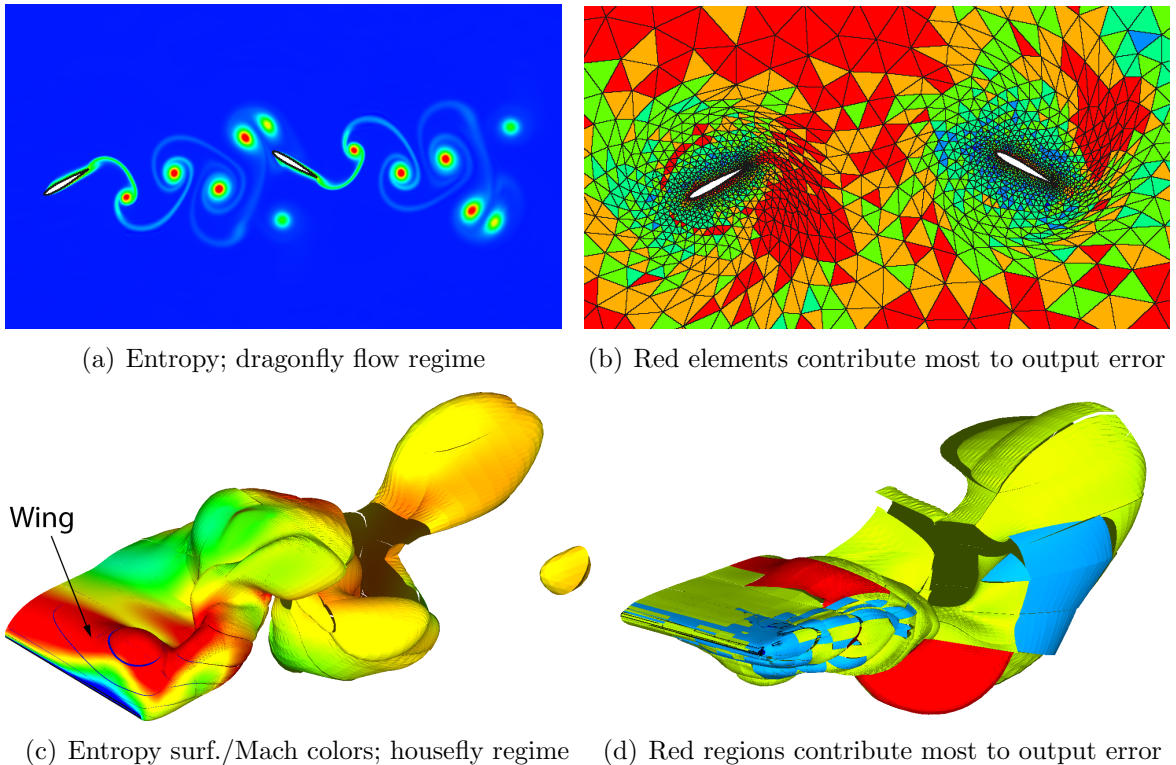 (a) Entropy; dragonfly flow regime
(b) Red elements contribute most to output error
Wing
(c) Entropy surf./Mach colors; housefly regime
(d) Red regions contribute most to output error